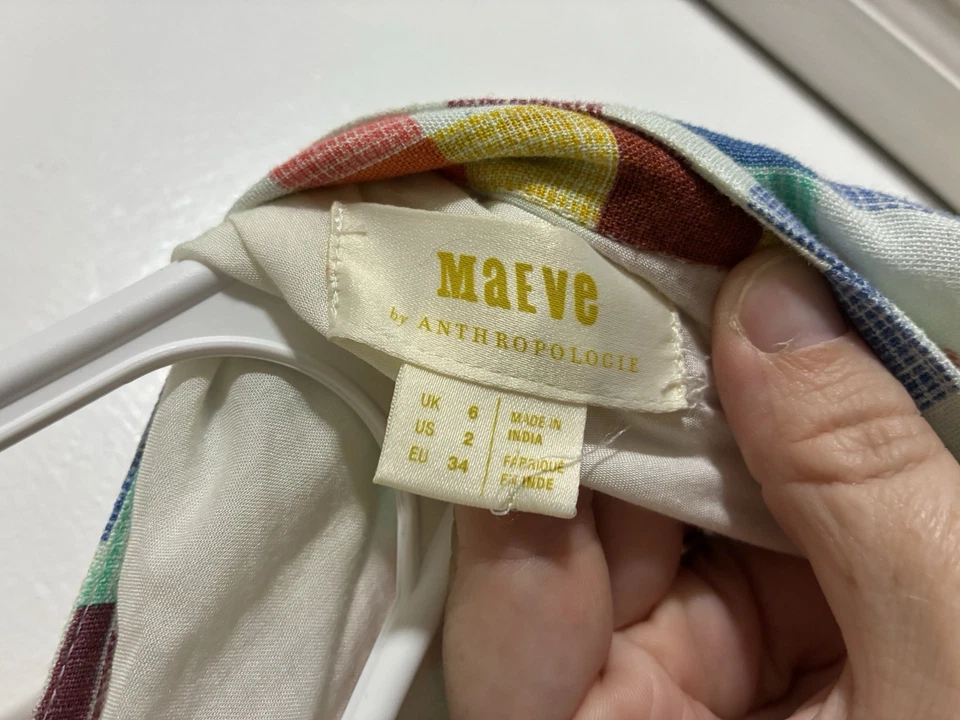 MaEVe
by ANTHROPOLOGIE
UK 6
US 2
EU 34
MADE IN
INDIA
FABRIQUE
EN INDE